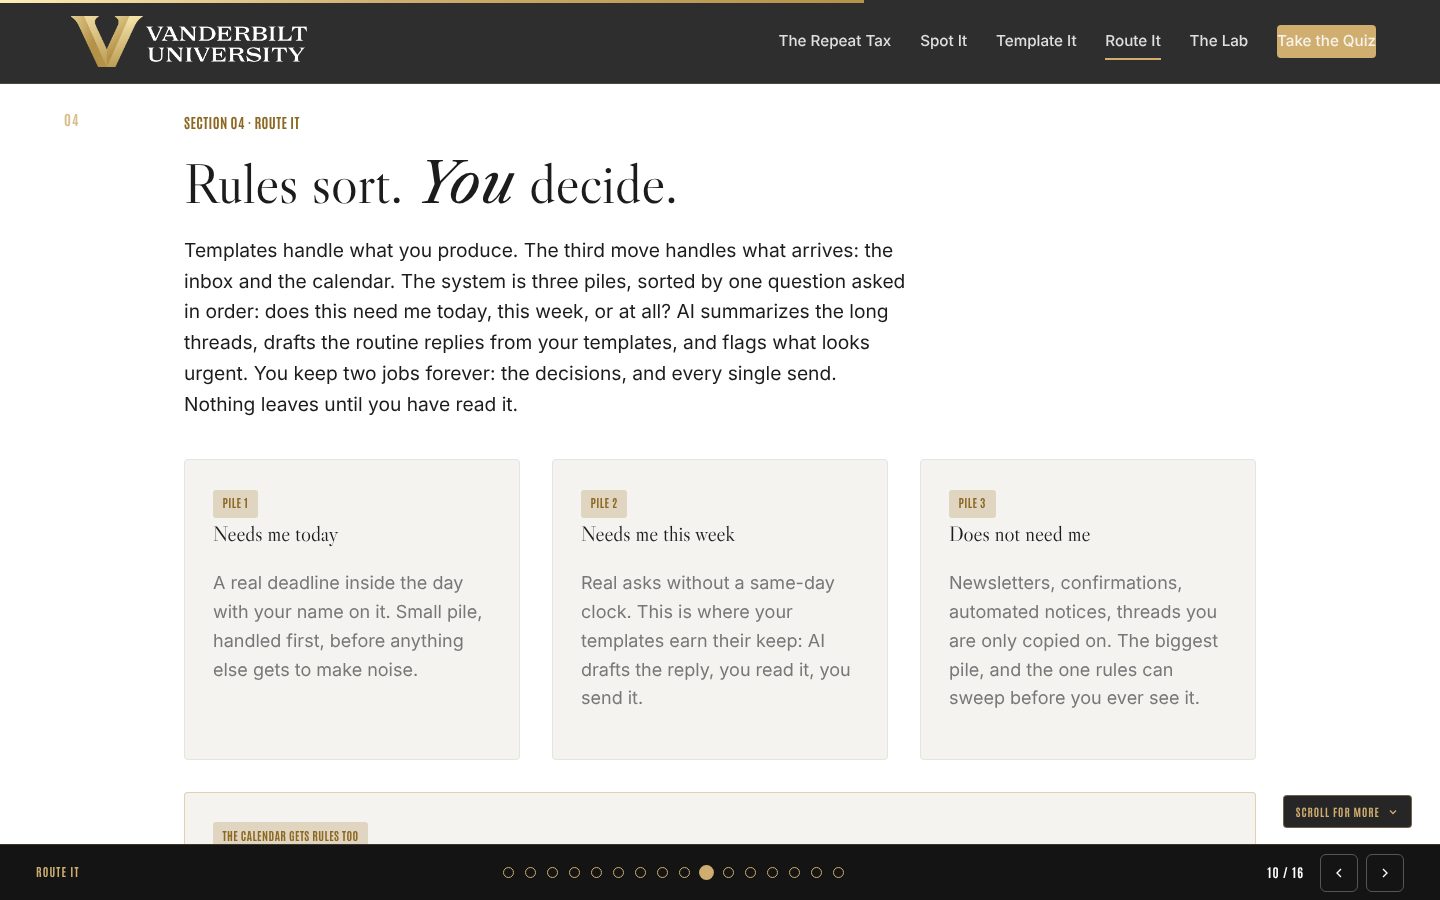 VANDERBILT
UNIVERSITY
The Repeat Tax
Spot It
Template It
Route It
The Lab
Take the Quiz
04
SECTION 04 · ROUTE IT
Rules sort. You decide.
Templates handle what you produce. The third move handles what arrives: the
inbox and the calendar. The system is three piles, sorted by one question asked
in order: does this need me today, this week, or at all? AI summarizes the long
threads, drafts the routine replies from your templates, and flags what looks
urgent. You keep two jobs forever: the decisions, and every single send.
Nothing leaves until you have read it.
PILE 1
Needs me today
A real deadline inside the day
with your name on it. Small pile,
handled first, before anything
else gets to make noise.
PILE 2
Needs me this week
Real asks without a same-day
clock. This is where your
templates earn their keep: AI
drafts the reply, you read it, you
send it.
PILE 3
Does not need me
Newsletters, confirmations,
automated notices, threads you
are only copied on. The biggest
pile, and the one rules can
sweep before you ever see it.
THE CALENDAR GETS RULES TOO
SCROLL FOR MORE
ROUTE IT
10 / 16